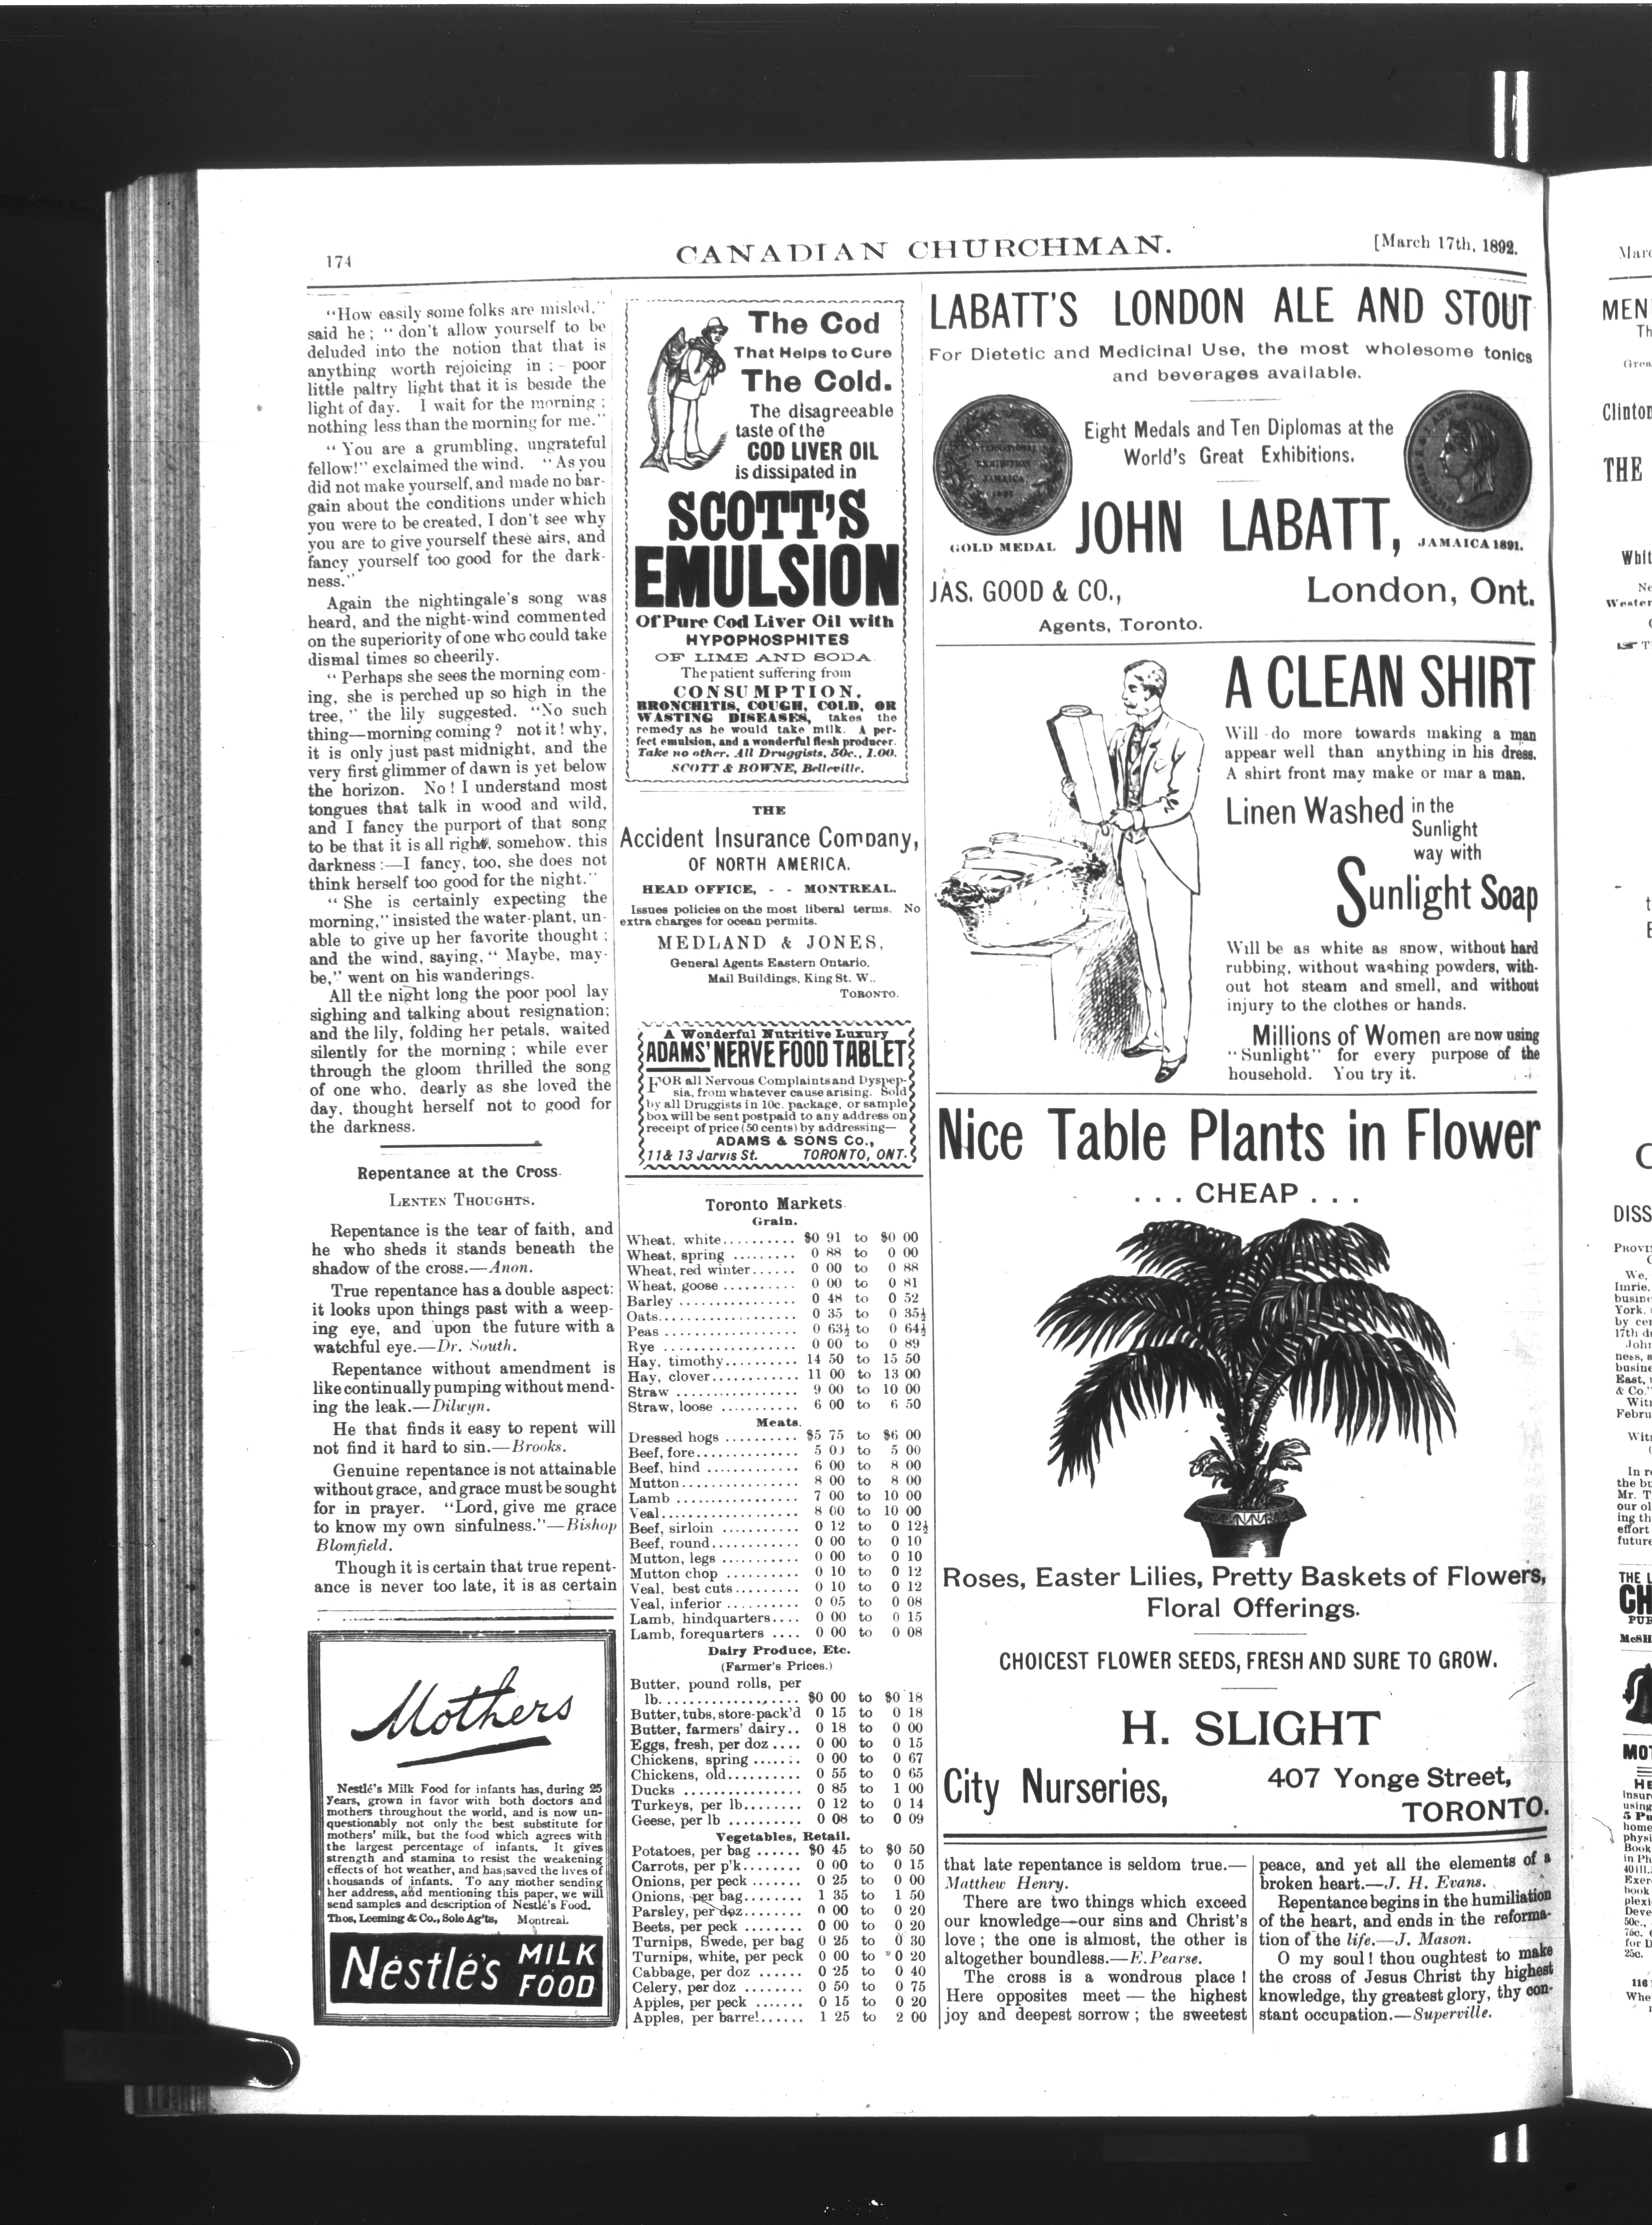 174
CANADIAN CHURCHMAN.
[March 17th, 1892.
“How easily some folks are misled,”
said he; “don't allow yourself to be
deluded into the notion that that is
anything worth rejoicing in; - poor
little paltry light that it is beside the
light of day. I wait for the morning;
nothing less than the morning for me.”
“You are a grumbling, ungrateful
fellow!” exclaimed the wind. “As you
did not make yourself, and made no bar-
gain about the conditions under which
you were to be created, I don't see why
you are to give yourself these airs, and
fancy yourself too good for the dark-
ness.”
Again the nightingale's song was
heard, and the night-wind commented
on the superiority of one who could take
dismal times so cheerily.
“Perhaps she sees the morning com-
ing, she is perched up so high in the
tree,” the lily suggested. “No such
thing—morning coming? not it! why,
it is only just past midnight, and the
very first glimmer of dawn is yet below
the horizon. No! I understand most
tongues that talk in wood and wild,
and I fancy the purport of that song
to be that it is all right, somehow, this
darkness:—I fancy, too, she does not
think herself too good for the night.”
“She is certainly expecting the
morning,” insisted the water-plant, un-
able to give up her favorite thought;
and the wind, saying, “Maybe, may-
be,” went on his wanderings.
All the night long the poor pool lay
sighing and talking about resignation;
and the lily, folding her petals, waited
silently for the morning; while ever
through the gloom thrilled the song
of one who, dearly as she loved the
day, thought herself not to good for
the darkness.
Repentance at the Cross.
LENTEN THOUGHTS.
Repentance is the tear of faith, and
he who sheds it stands beneath the
shadow of the cross.—Anon.
True repentance has a double aspect:
it looks upon things past with a weep-
ing eye, and upon the future with a
watchful eye.—Dr. South.
Repentance without amendment is
like continually pumping without mend-
ing the leak.—Dilwyn.
He that finds it easy to repent will
not find it hard to sin.—Brooks.
Genuine repentance is not attainable
without grace, and grace must be sought
for in prayer. “Lord, give me grace
to know my own sinfulness.”—Bishop
Blomfield.
Though it is certain that true repent-
ance is never too late, it is as certain
Mothers
Nestlé's Milk Food for infants has, during 25
Years, grown in favor with both doctors and
mothers throughout the world, and is now un-
questionably not only the best substitute for
mothers' milk, but the food which agrees with
the largest percentage of infants. It gives
strength and stamina to resist the weakening
effects of hot weather, and has saved the lives of
thousands of infants. To any mother sending
her address, and mentioning this paper, we will
send samples and description of Nestlé's Food.
Thos. Leeming & Co., Sole Ag'ts, Montreal.
Nestlé's MILK FOOD
The Cod
That Helps to Cure
The Cold.
The disagreeable
taste of the
COD LIVER OIL
is dissipated in
SCOTT'S
EMULSION
Of Pure Cod Liver Oil with
HYPOPHOSPHITES
OF LIME AND SODA.
The patient suffering from
CONSUMPTION,
BRONCHITIS, COUGH, COLD, OR
WASTING DISEASES, takes the
remedy as he would take milk. A per-
fect emulsion, and a wonderful flesh producer.
Take no other. All Druggists, 50c., 1.00.
SCOTT & BOWNE, Belleville.
THE
Accident Insurance Company,
OF NORTH AMERICA.
HEAD OFFICE, - - MONTREAL.
Issues policies on the most liberal terms. No
extra charges for ocean permits.
MEDLAND & JONES,
General Agents Eastern Ontario,
Mail Buildings, King St. W.,
TORONTO.
A Wonderful Nutritive Luxury
ADAMS' NERVE FOOD TABLET
FOR all Nervous Complaints and Dyspep-
sia, from whatever cause arising. Sold
by all Druggists in 10c. package, or sample
box will be sent postpaid to any address on
receipt of price (50 cents) by addressing—
ADAMS & SONS Co.,
11 & 13 Jarvis St. TORONTO, ONT.
Toronto Markets.
Grain.
Wheat, white.......... $0 91 to $0 00
Wheat, spring ......... 0 88 to 0 00
Wheat, red winter...... 0 00 to 0 88
Wheat, goose .......... 0 00 to 0 81
Barley ................ 0 48 to 0 52
Oats................... 0 35 to 0 35½
Peas .................. 0 63½ to 0 64½
Rye .................. 0 00 to 0 89
Hay, timothy.......... 14 50 to 15 50
Hay, clover............ 11 00 to 13 00
Straw ................ 9 00 to 10 00
Straw, loose ........... 6 00 to 6 50
Meats.
Dressed hogs .......... $5 75 to $6 00
Beef, fore.............. 5 00 to 5 00
Beef, hind ............ 6 00 to 8 00
Mutton................ 8 00 to 8 00
Lamb ................. 7 00 to 10 00
Veal................... 8 00 to 10 00
Beef, sirloin ........... 0 12 to 0 12½
Beef, round............ 0 00 to 0 10
Mutton, legs ........... 0 00 to 0 10
Mutton chop .......... 0 10 to 0 12
Veal, best cuts......... 0 10 to 0 12
Veal, inferior .......... 0 05 to 0 08
Lamb, hindquarters.... 0 00 to 0 15
Lamb, forequarters .... 0 00 to 0 08
Dairy Produce, Etc.
(Farmer's Prices.)
Butter, pound rolls, per
lb.................... $0 00 to $0 18
Butter, tubs, store-pack'd 0 15 to 0 18
Butter, farmers' dairy.. 0 18 to 0 00
Eggs, fresh, per doz .... 0 00 to 0 15
Chickens, spring ....... 0 00 to 0 67
Chickens, old.......... 0 55 to 0 65
Ducks ................ 0 85 to 1 00
Turkeys, per lb........ 0 12 to 0 14
Geese, per lb .......... 0 08 to 0 09
Vegetables, Retail.
Potatoes, per bag ...... $0 45 to $0 50
Carrots, per p'k........ 0 00 to 0 15
Onions, per peck ....... 0 25 to 0 00
Onions, per bag........ 1 35 to 1 50
Parsley, per doz........ 0 00 to 0 20
Beets, per peck ........ 0 00 to 0 20
Turnips, Swede, per bag 0 25 to 0 30
Turnips, white, per peck 0 00 to 0 20
Cabbage, per doz ...... 0 25 to 0 40
Celery, per doz ........ 0 50 to 0 75
Apples, per peck ....... 0 15 to 0 20
Apples, per barrel...... 1 25 to 2 00
LABATT'S LONDON ALE AND STOUT
For Dietetic and Medicinal Use, the most wholesome tonics
and beverages available.
INTERNATIONAL
EXHIBITION
JAMAICA
1891
Eight Medals and Ten Diplomas at the
World's Great Exhibitions.
GOLD MEDAL JOHN LABATT, JAMAICA 1891.
JAS. GOOD & CO., London, Ont.
Agents, Toronto.
A CLEAN SHIRT
Will do more towards making a man
appear well than anything in his dress.
A shirt front may make or mar a man.
Linen Washed in the
Sunlight
way with
Sunlight Soap
Will be as white as snow, without hard
rubbing, without washing powders, with-
out hot steam and smell, and without
injury to the clothes or hands.
Millions of Women are now using
“Sunlight” for every purpose of the
household. You try it.
Nice Table Plants in Flower
. . . CHEAP . . .
Roses, Easter Lilies, Pretty Baskets of Flowers,
Floral Offerings.
CHOICEST FLOWER SEEDS, FRESH AND SURE TO GROW.
H. SLIGHT
City Nurseries, 407 Yonge Street,
TORONTO.
that late repentance is seldom true.—
Matthew Henry.
There are two things which exceed
our knowledge—our sins and Christ's
love; the one is almost, the other is
altogether boundless.—E. Pearse.
The cross is a wondrous place!
Here opposites meet — the highest
joy and deepest sorrow; the sweetest
peace, and yet all the elements of a
broken heart.—J. H. Evans.
Repentance begins in the humiliation
of the heart, and ends in the reforma-
tion of the life.—J. Mason.
O my soul! thou oughtest to make
the cross of Jesus Christ thy highest
knowledge, thy greatest glory, thy con-
stant occupation.—Superville.